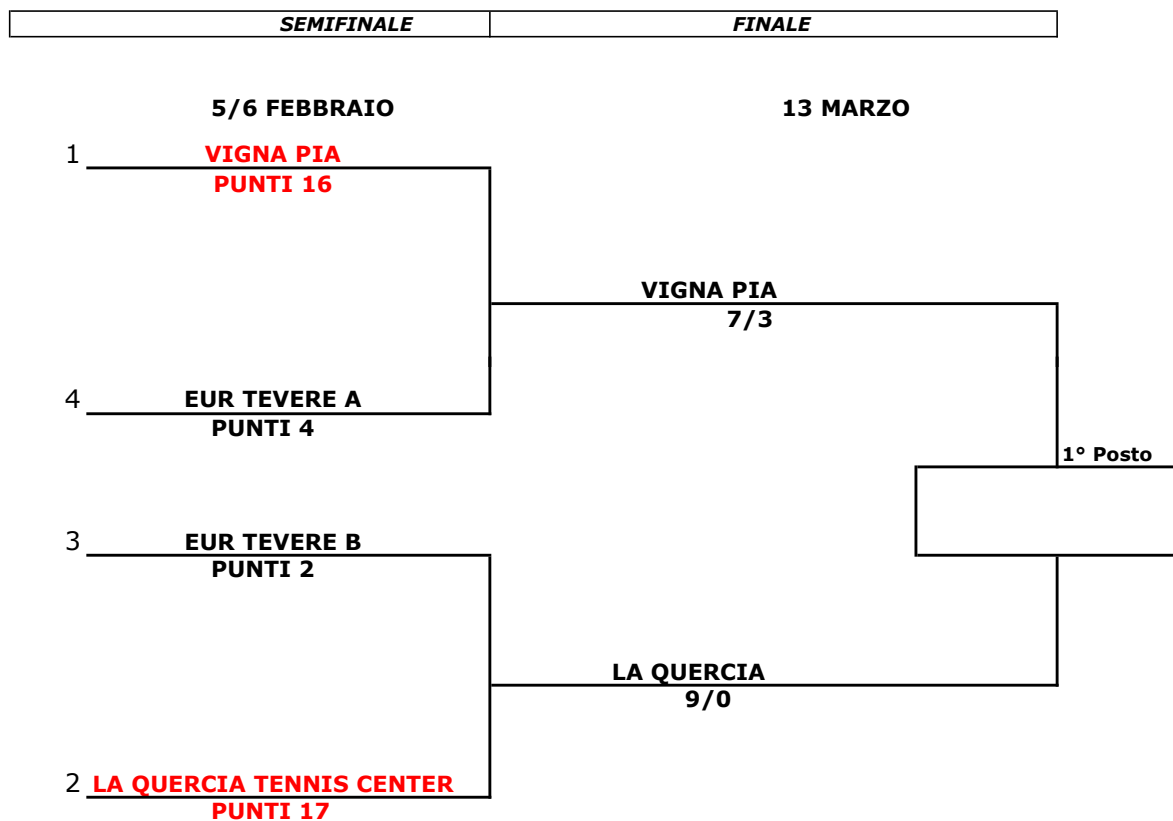 SEMIFINALE FINALE
5/6 FEBBRAIO 13 MARZO
1 VIGNA PIA
PUNTI 16
VIGNA PIA
7/3
4 EUR TEVERE A
PUNTI 4
1° Posto
3 EUR TEVERE B
PUNTI 2
LA QUERCIA
9/0
2 LA QUERCIA TENNIS CENTER
PUNTI 17